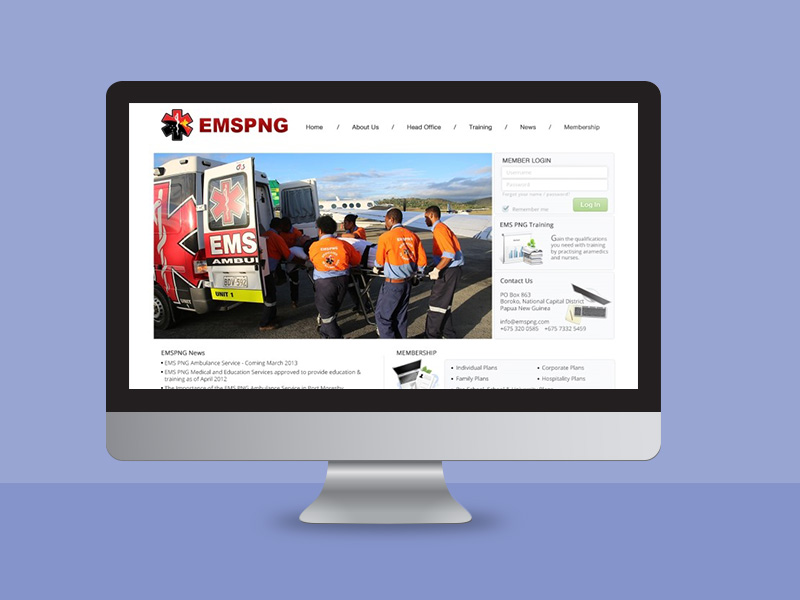 EMSPNG
Home / About Us / Head Office / Training / News / Membership
EMS
AMBUL
BDV-592
UNIT 1
EMSPNG
MEMBER LOGIN
Username
Password
Forgot your name / password?
Remember me
Log In
EMS PNG Training
Gain the qualifications
you need with training
by practising aramedics
and nurses.
Contact Us
PO Box 863
Boroko, National Capital District
Papua New Guinea
info@emspng.com
+675 320 0585 +675 7332 5459
EMSPNG News
• EMS PNG Ambulance Service - Coming March 2013
• EMS PNG Medical and Education Services approved to provide education &
training as of April 2012
• The Importance of the EMS PNG Ambulance Service in Port Moresby
MEMBERSHIP
• Individual Plans
• Corporate Plans
• Family Plans
• Hospitality Plans